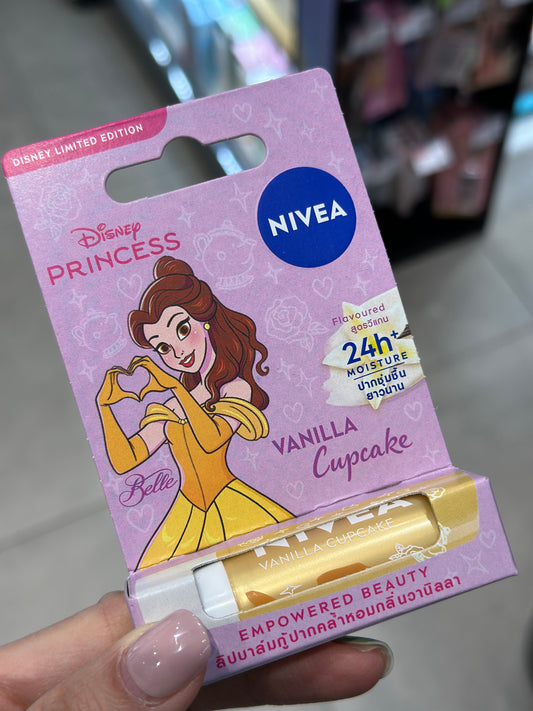 DISNEY LIMITED EDITION
Disney
PRINCESS
NIVEA
Flavoured
สูตรวีแกน
24h+
MOISTURE
ปากชุ่มชื้น
ยาวนาน
VANILLA
Cupcake
Belle
NIVEA
VANILLA CUPCAKE
EMPOWERED BEAUTY
ลิปบาล์มกู้ปากคล้ำหอมกลิ่นวานิลลา